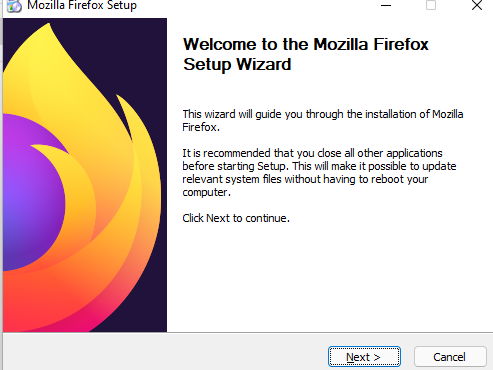 Mozilla Firefox Setup
Welcome to the Mozilla Firefox
Setup Wizard
This wizard will guide you through the installation of Mozilla
Firefox.
It is recommended that you close all other applications
before starting Setup. This will make it possible to update
relevant system files without having to reboot your
computer.
Click Next to continue.
Next >
Cancel